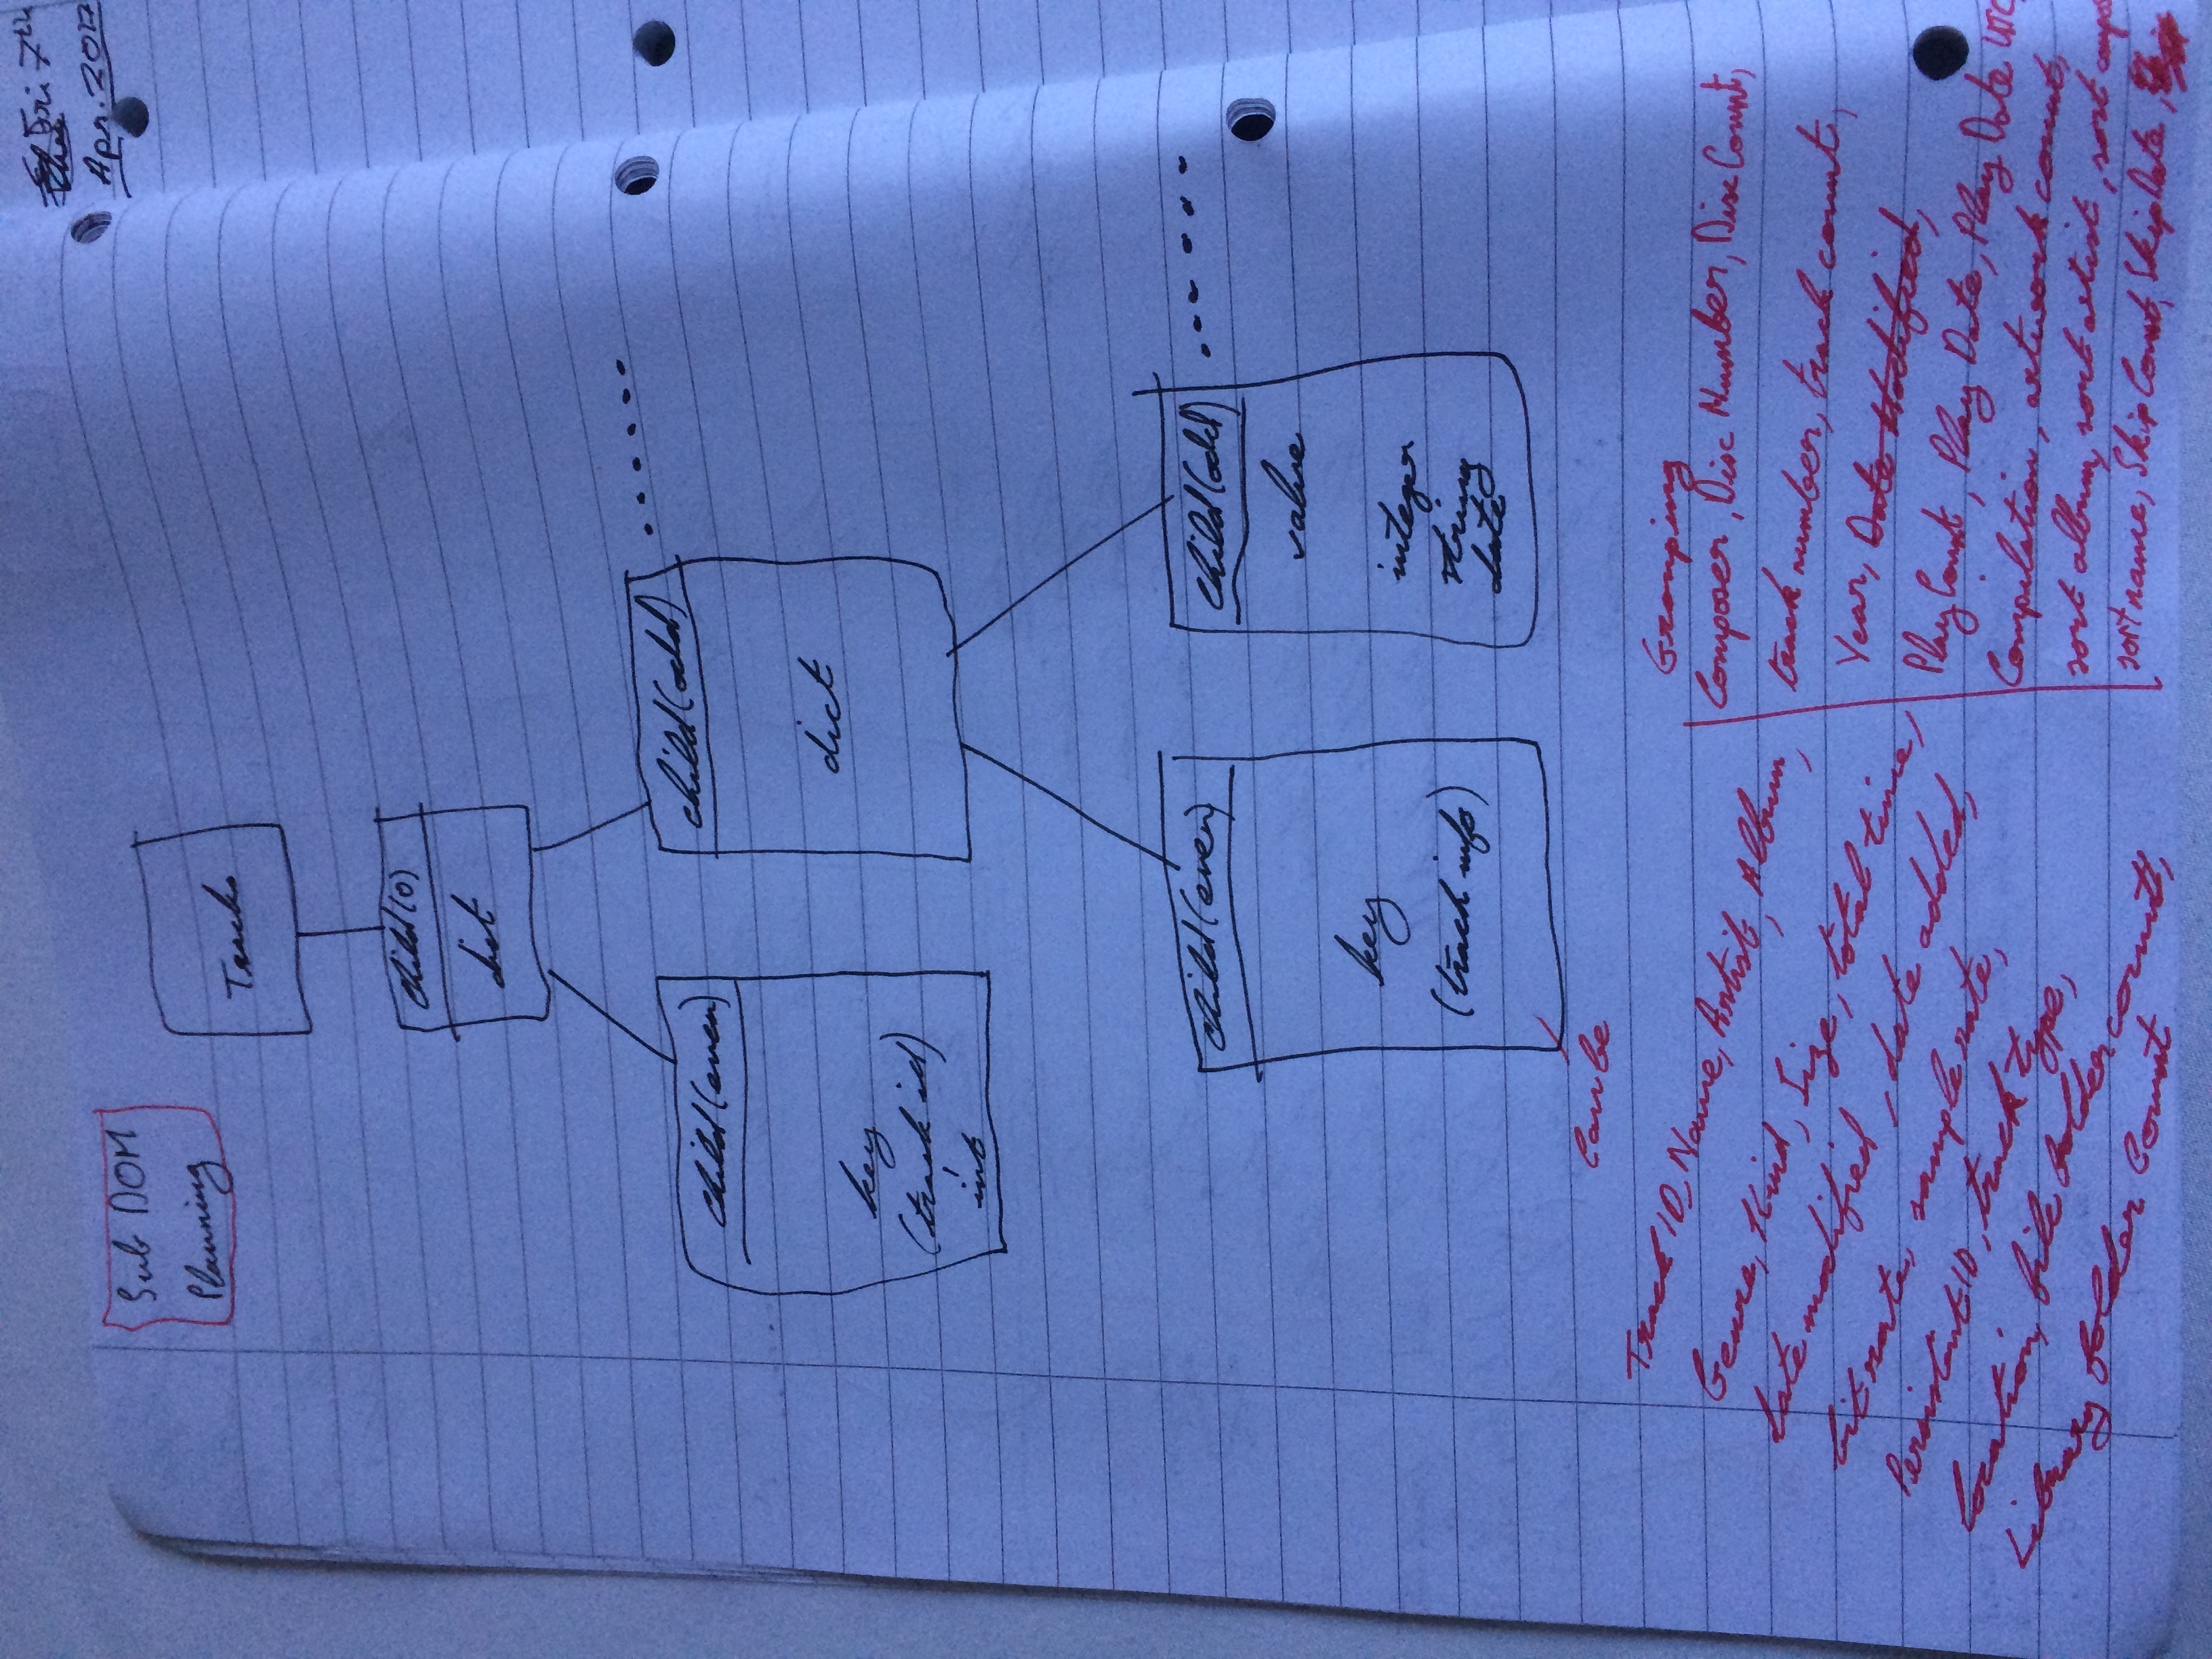 Fri 7th
Apr. 2017
Sub DOM
Planning
Tracks
child(0)
dict
child(even)
key
(track id)
int
child(odd)
dict
child(even)
key
(track info)
child(odd)
value
integer
string
date
Can be
Track ID, Name, Artist, Album,
Genre, Kind, Size, total time,
date modified, date added,
bit rate, sample rate,
Persistent ID, track type,
location, file folder count,
Library folder Count
Grouping
Composer, Disc Number, Disc Count,
track number, track count,
Year, Date Modified,
Play Count, Play Date, Play Date UTC
Compilation, artwork count,
sort album, sort artist, sort compos
sort name, Skip Count, Skip Date,